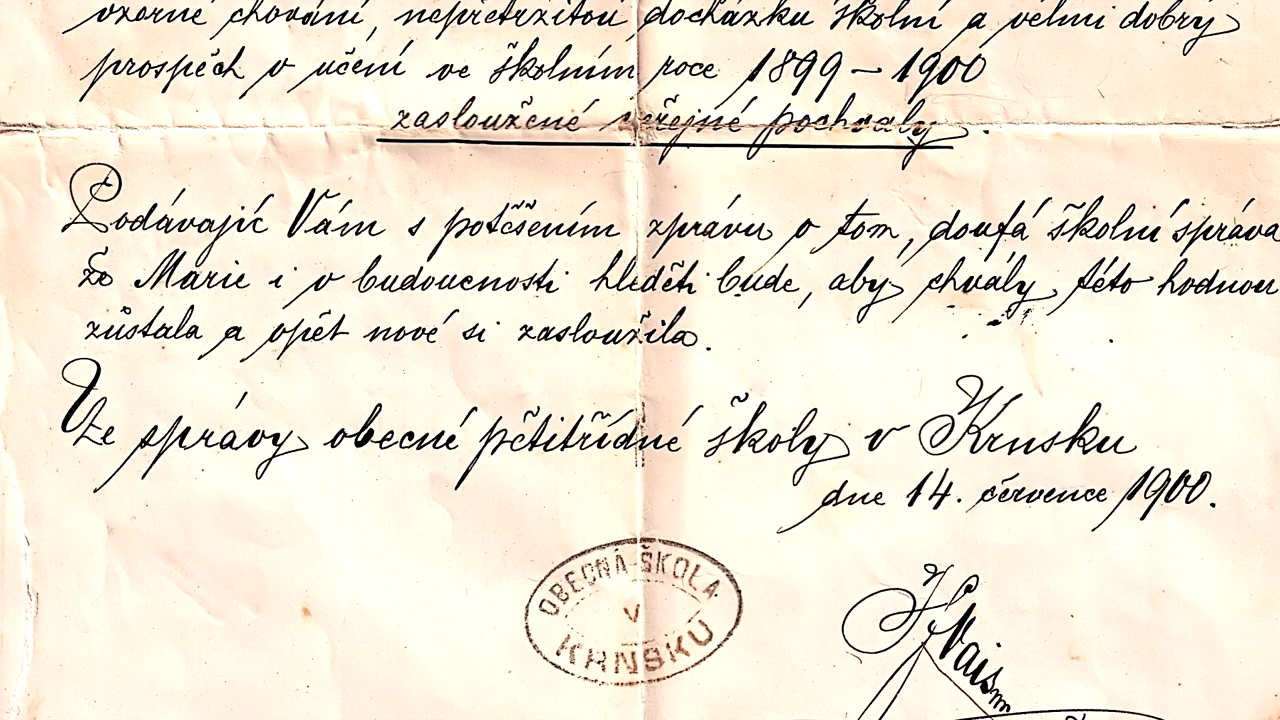 vzorné chování, nepřetržitou docházku školní a velmi dobrý
prospěch v učení ve školním roce 1899 – 1900
zasloužené veřejné pochvaly.
Podávajíc Vám s potěšením zprávu o tom, doufá školní správa
že Marie i v budoucnosti hleděti bude, aby chvály této hodnou
zůstala a opět nové si zasloužila.
Ze správy obecné pětitřídné školy v Krnsku
dne 14. července 1900.
OBECNÁ ŠKOLA
V
KRNSKU